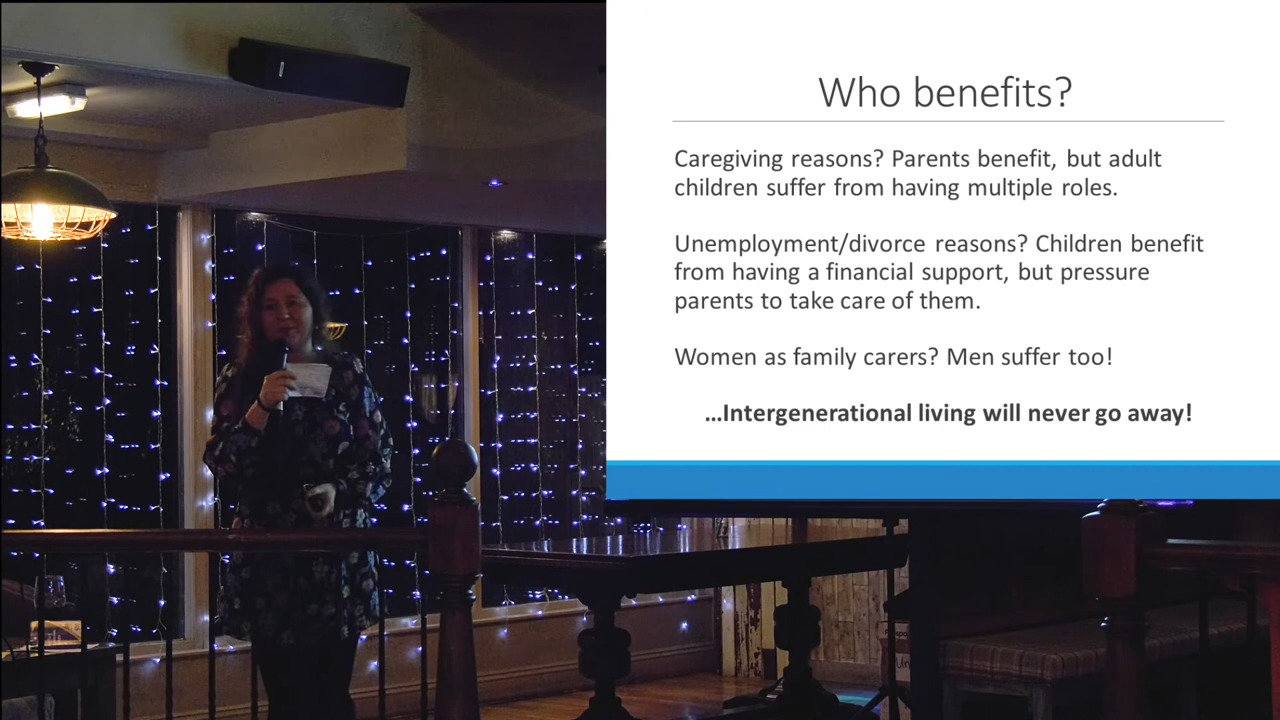 Who benefits?
Caregiving reasons? Parents benefit, but adult
children suffer from having multiple roles.
Unemployment/divorce reasons? Children benefit
from having a financial support, but pressure
parents to take care of them.
Women as family carers? Men suffer too!
...Intergenerational living will never go away!
Un